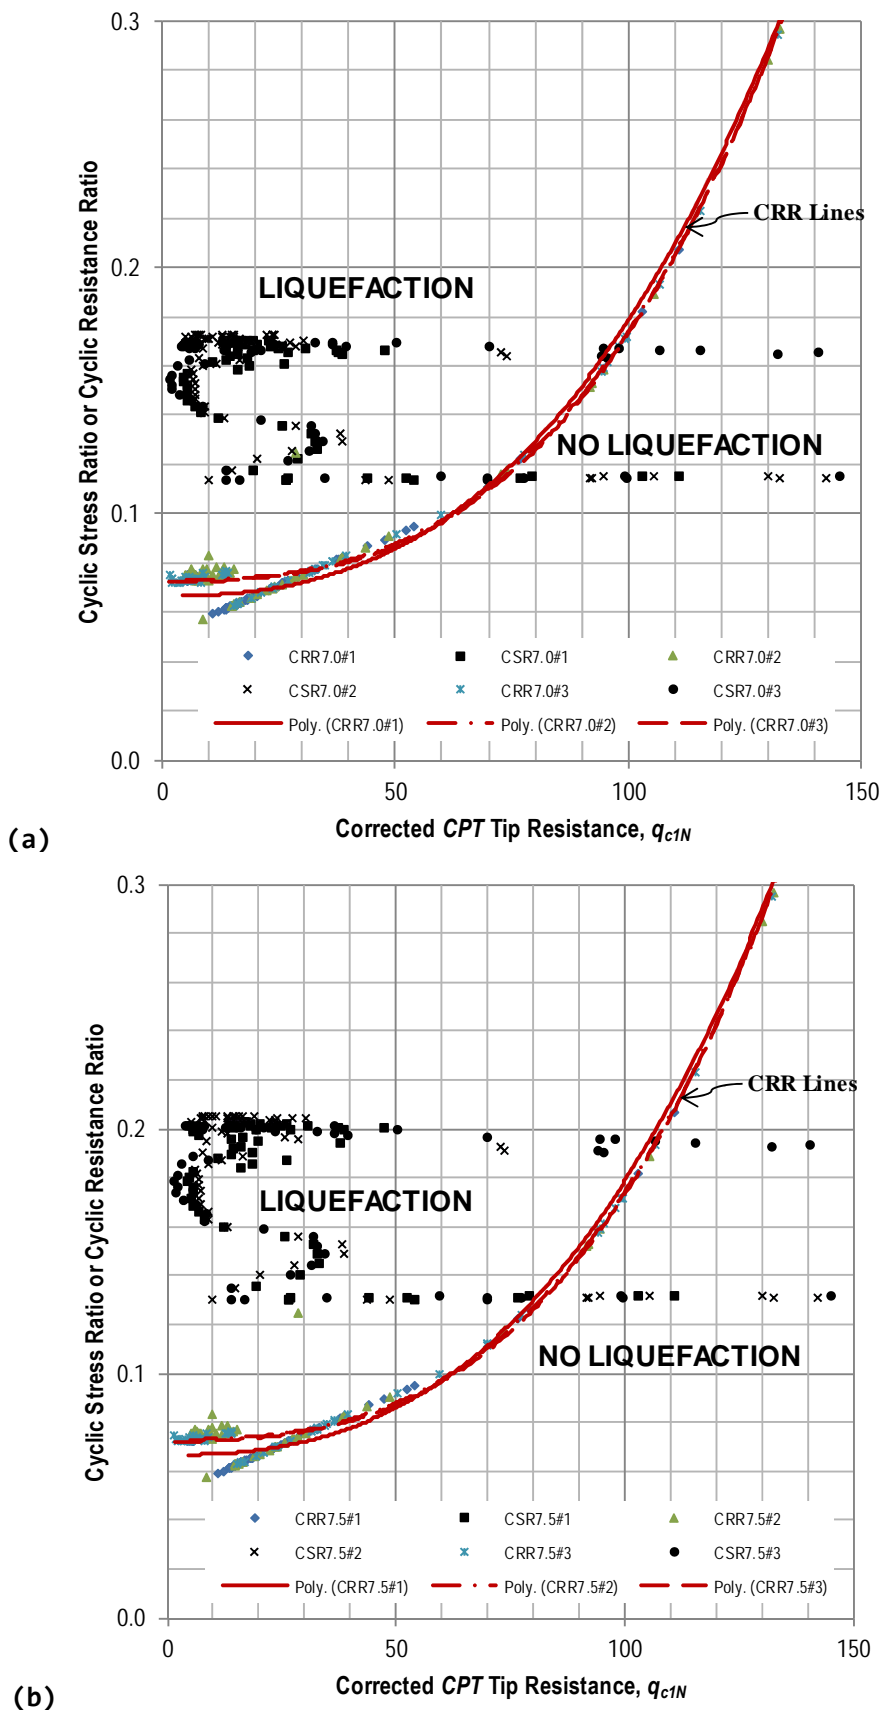 0.3
0.2
0.1
0.0
Cyclic Stress Ratio or Cyclic Resistance Ratio
CRR Lines
LIQUEFACTION
NO LIQUEFACTION
CRR7.0#1 CSR7.0#1 CRR7.0#2
CSR7.0#2 CRR7.0#3 CSR7.0#3
Poly. (CRR7.0#1) Poly. (CRR7.0#2) Poly. (CRR7.0#3)
0 50 100 150
Corrected CPT Tip Resistance, qc1N
(a)
0.3
0.2
0.1
0.0
Cyclic Stress Ratio or Cyclic Resistance Ratio
CRR Lines
LIQUEFACTION
NO LIQUEFACTION
CRR7.5#1 CSR7.5#1 CRR7.5#2
CSR7.5#2 CRR7.5#3 CSR7.5#3
Poly. (CRR7.5#1) Poly. (CRR7.5#2) Poly. (CRR7.5#3)
0 50 100 150
Corrected CPT Tip Resistance, qc1N
(b)